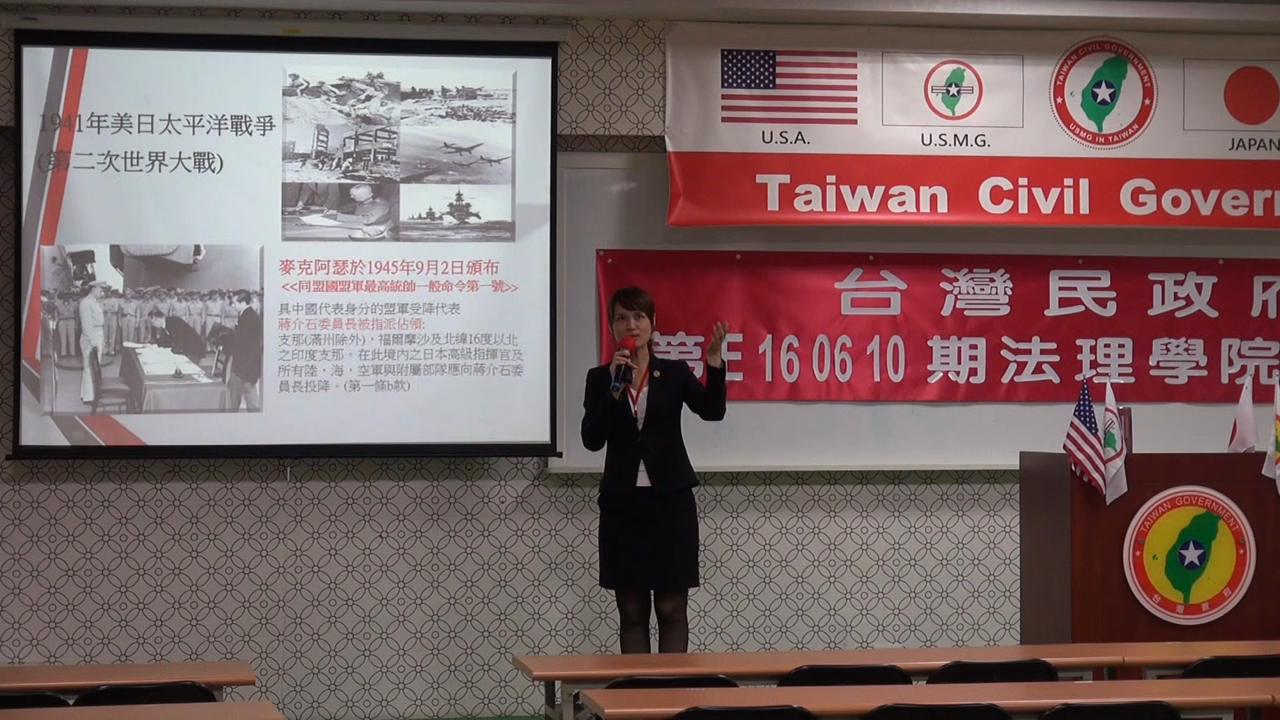 1941年美日太平洋戰爭
(第二次世界大戰)
麥克阿瑟於1945年9月2日頒布
<<同盟國盟軍最高統帥一般命令第一號>>
具中國代表身分的盟軍受降代表
蔣介石委員長被指派佔領:
支那(滿州除外)，福爾摩沙及北緯16度以北
之印度支那，在此境內之日本高級指揮官及
所有陸，海，空軍與附屬部隊應向蔣介石委
員長投降。(第一條b款)
U.S.A.
U.S.M.G.
TAIWAN CIVIL GOVERNMENT
USMG IN TAIWAN
JAPAN
Taiwan Civil Govern
台灣民政府
第E 16 06 10 期法理學院
TAIWAN GOVERNMENT
台灣政府